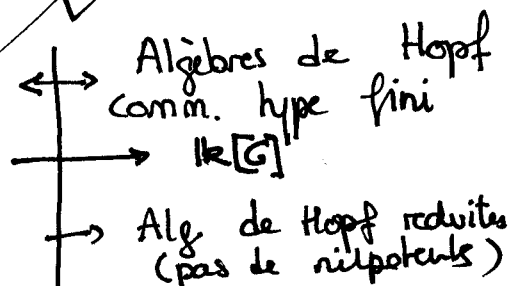 Algèbres de Hopf
comm. type fini
k[G]
Alg de Hopf reduites
(pas de nilpotents)